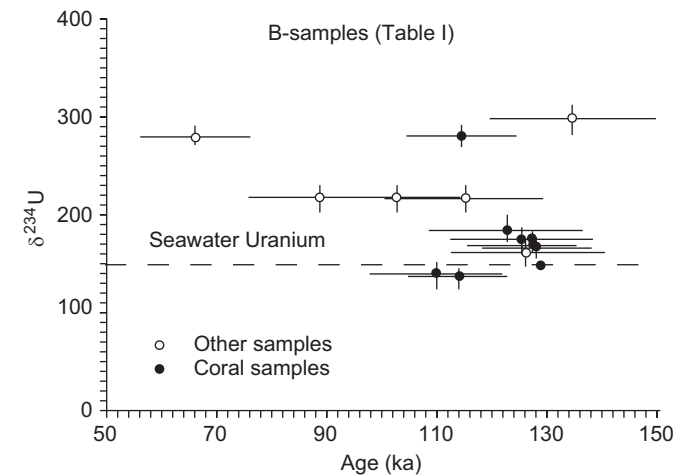 B-samples (Table I)
400
300
200
100
0
δ²³⁴U
Seawater Uranium
Other samples
Coral samples
50 70 90 110 130 150
Age (ka)